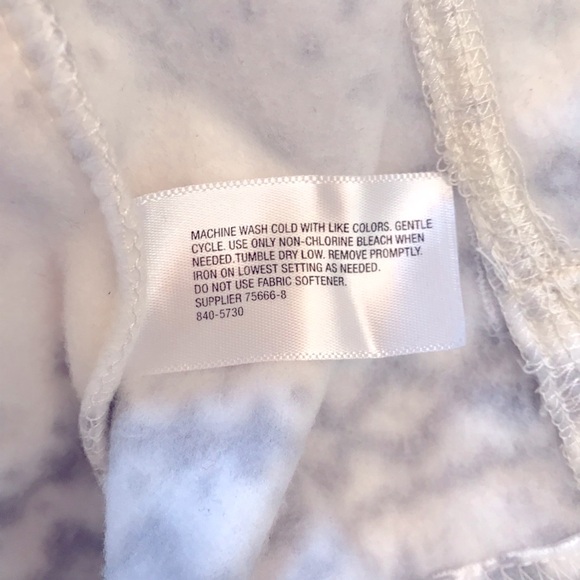 MACHINE WASH COLD WITH LIKE COLORS. GENTLE
CYCLE. USE ONLY NON-CHLORINE BLEACH WHEN
NEEDED.TUMBLE DRY LOW. REMOVE PROMPTLY.
IRON ON LOWEST SETTING AS NEEDED.
DO NOT USE FABRIC SOFTENER.
SUPPLIER 75666-8
840-5730